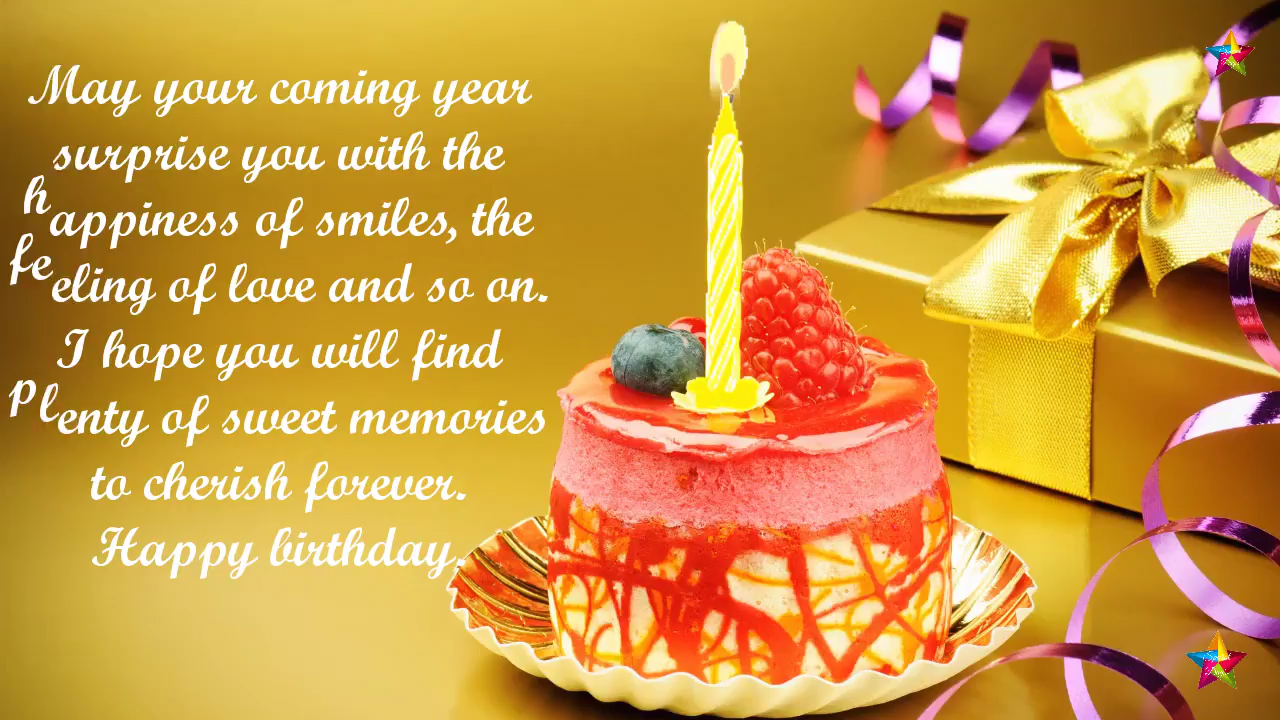 May your coming year
surprise you with the
happiness of smiles, the
feeling of love and so on.
I hope you will find
plenty of sweet memories
to cherish forever.
Happy birthday.